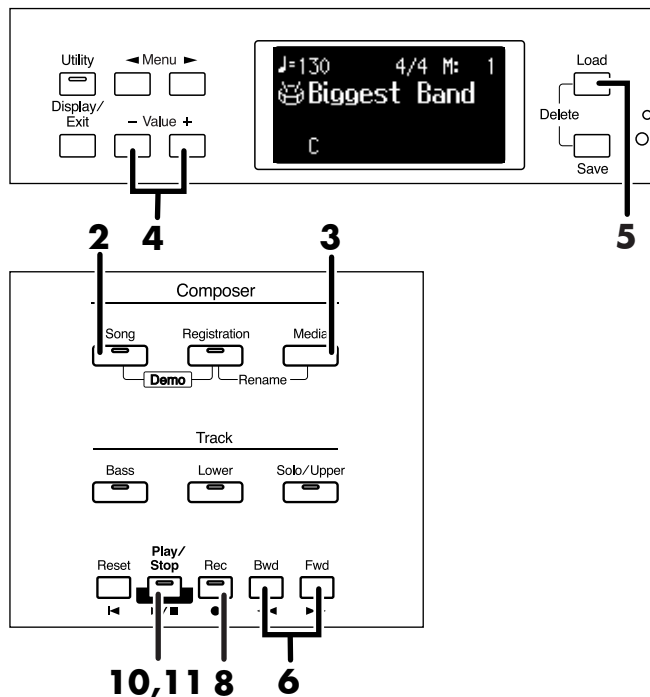 Utility
◄ Menu ►
Display/
Exit
− Value +
♩=130 4/4 M: 1
Biggest Band
C
Load
Delete
Save
4
5
2
3
Composer
Song Registration Media
Demo Rename
Track
Bass Lower Solo/Upper
Reset Play/
Stop Rec Bwd Fwd
10,11 8 6